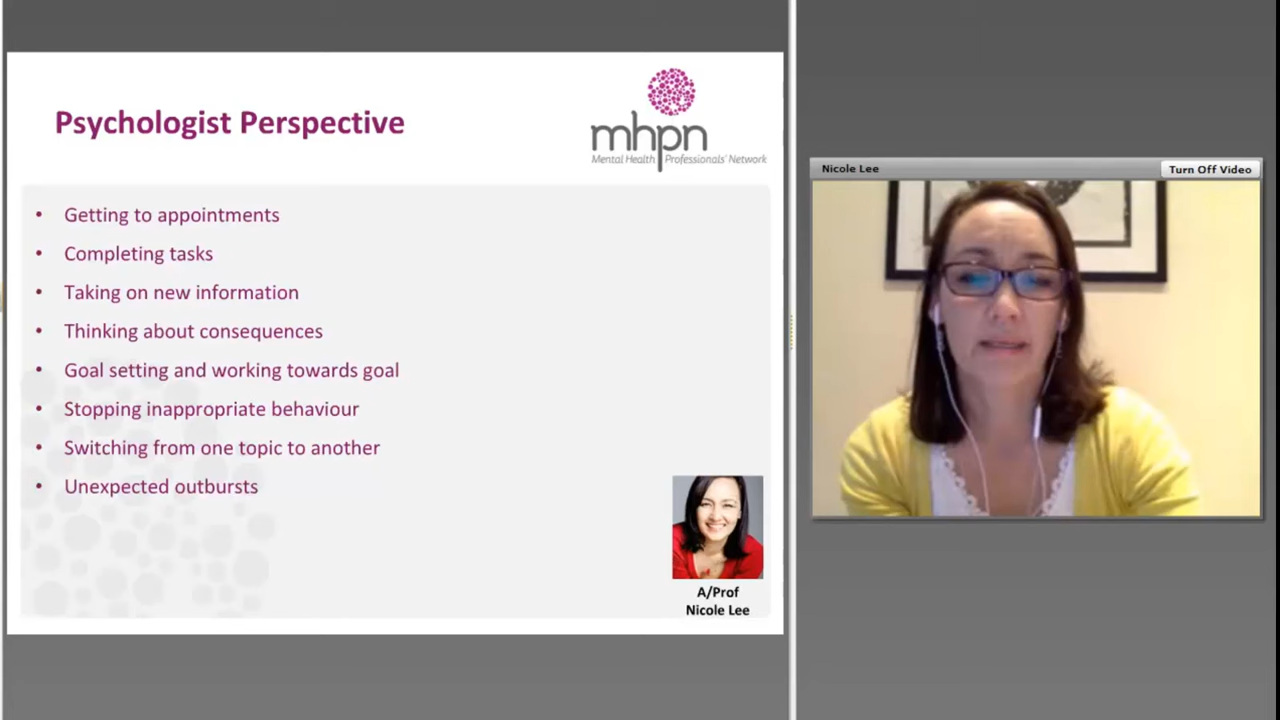 Psychologist Perspective
mhpn
Mental Health Professionals' Network
• Getting to appointments
• Completing tasks
• Taking on new information
• Thinking about consequences
• Goal setting and working towards goal
• Stopping inappropriate behaviour
• Switching from one topic to another
• Unexpected outbursts
A/Prof
Nicole Lee
Nicole Lee
Turn Off Video